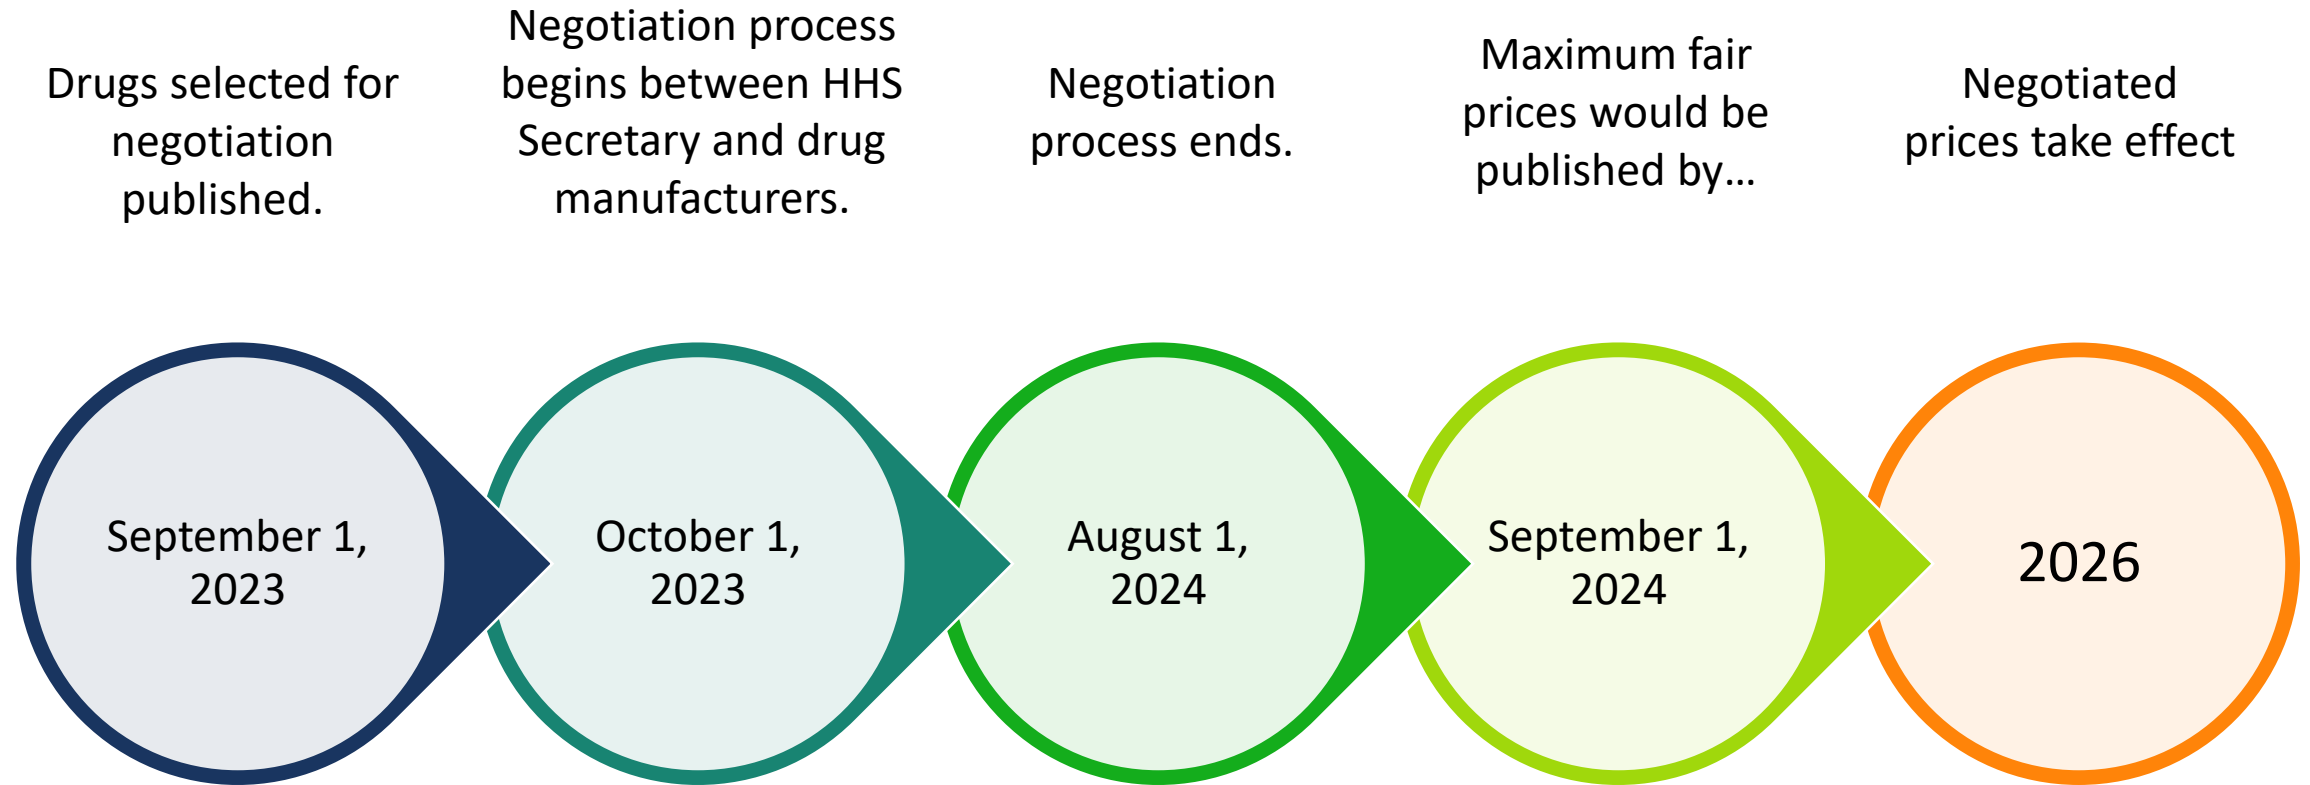 Drugs selected for
negotiation
published.
Negotiation process
begins between HHS
Secretary and drug
manufacturers.
Negotiation
process ends.
Maximum fair
prices would be
published by…
Negotiated
prices take effect
September 1,
2023
October 1,
2023
August 1,
2024
September 1,
2024
2026